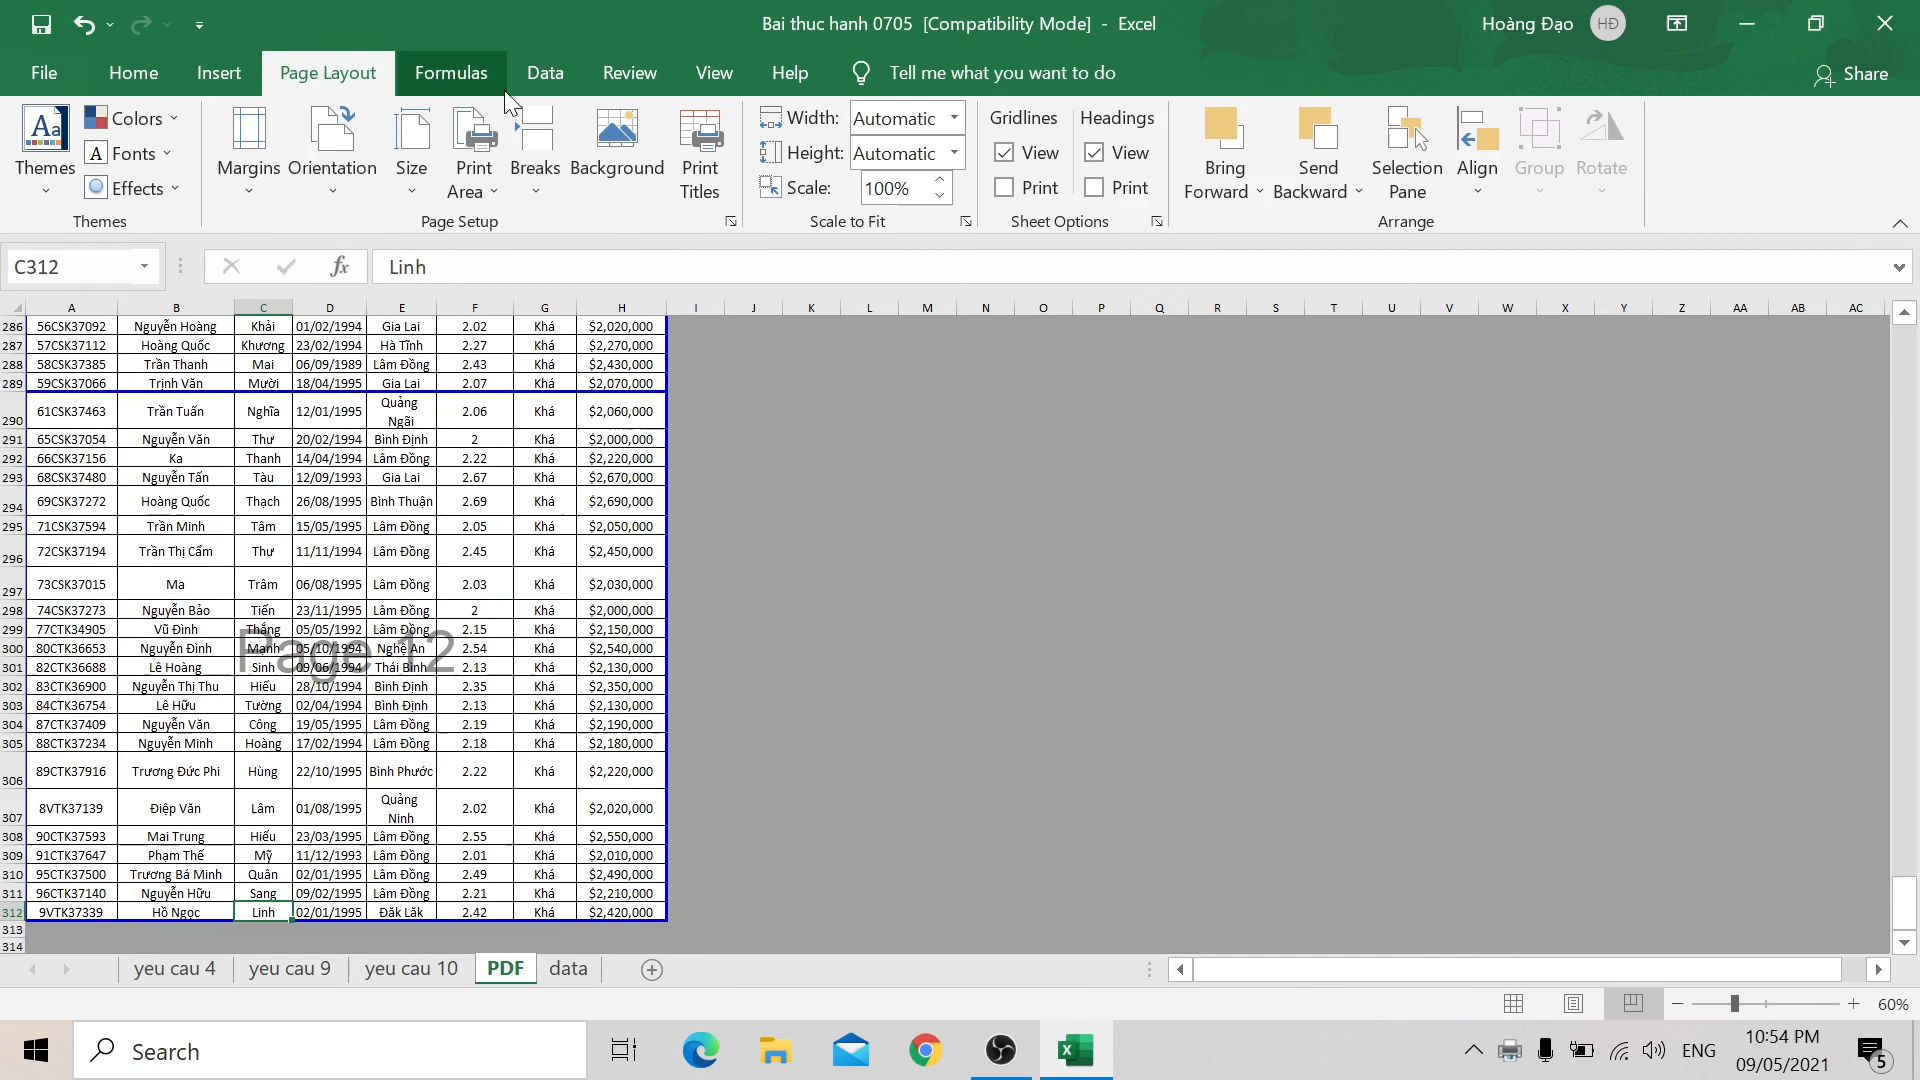 Bai thuc hanh 0705 [Compatibility Mode] - Excel
Hoàng Đạo HĐ
File Home Insert Page Layout Formulas Data Review View Help Tell me what you want to do Share
Themes Colors Fonts Effects
Margins Orientation Size Print Area Breaks Background Print Titles
Width: Automatic
Height: Automatic
Scale: 100%
Gridlines View Print
Headings View Print
Bring Forward Send Backward Selection Pane Align Group Rotate
Themes Page Setup Scale to Fit Sheet Options Arrange
C312 fx Linh
A B C D E F G H I J K L M N O P Q R S T U V W X Y Z AA AB AC
286 56CSK37092 Nguyễn Hoàng Khải 01/02/1994 Gia Lai 2.02 Khá $2,020,000
287 57CSK37112 Hoàng Quốc Khương 23/02/1994 Hà Tĩnh 2.27 Khá $2,270,000
288 58CSK37385 Trần Thanh Mai 06/09/1989 Lâm Đồng 2.43 Khá $2,430,000
289 59CSK37066 Trịnh Văn Mười 18/04/1995 Gia Lai 2.07 Khá $2,070,000
290 61CSK37463 Trần Tuấn Nghĩa 12/01/1995 Quảng Ngãi 2.06 Khá $2,060,000
291 65CSK37054 Nguyễn Văn Thư 20/02/1994 Bình Định 2 Khá $2,000,000
292 66CSK37156 Ka Thanh 14/04/1994 Lâm Đồng 2.22 Khá $2,220,000
293 68CSK37480 Nguyễn Tấn Tàu 12/09/1993 Gia Lai 2.67 Khá $2,670,000
294 69CSK37272 Hoàng Quốc Thạch 26/08/1995 Bình Thuận 2.69 Khá $2,690,000
295 71CSK37594 Trần Minh Tâm 15/05/1995 Lâm Đồng 2.05 Khá $2,050,000
296 72CSK37194 Trần Thị Cẩm Thư 11/11/1994 Lâm Đồng 2.45 Khá $2,450,000
297 73CSK37015 Ma Trâm 06/08/1995 Lâm Đồng 2.03 Khá $2,030,000
298 74CSK37273 Nguyễn Bảo Tiến 23/11/1995 Lâm Đồng 2 Khá $2,000,000
299 77CTK34905 Vũ Đình Thắng 05/05/1992 Lâm Đồng 2.15 Khá $2,150,000
300 80CTK36653 Nguyễn Đình Mạnh 05/10/1994 Nghệ An 2.54 Khá $2,540,000
Page 12
301 82CTK36688 Lê Hoàng Sinh 09/06/1994 Thái Bình 2.13 Khá $2,130,000
302 83CTK36900 Nguyễn Thị Thu Hiếu 28/10/1994 Bình Định 2.35 Khá $2,350,000
303 84CTK36754 Lê Hữu Tường 02/04/1994 Bình Định 2.13 Khá $2,130,000
304 87CTK37409 Nguyễn Văn Công 19/05/1995 Lâm Đồng 2.19 Khá $2,190,000
305 88CTK37234 Nguyễn Minh Hoàng 17/02/1994 Lâm Đồng 2.18 Khá $2,180,000
306 89CTK37916 Trương Đức Phi Hùng 22/10/1995 Bình Phước 2.22 Khá $2,220,000
307 8VTK37139 Điệp Văn Lâm 01/08/1995 Quảng Ninh 2.02 Khá $2,020,000
308 90CTK37593 Mai Trung Hiếu 23/03/1995 Lâm Đồng 2.55 Khá $2,550,000
309 91CTK37647 Phạm Thế Mỹ 11/12/1993 Lâm Đồng 2.01 Khá $2,010,000
310 95CTK37500 Trương Bá Minh Quân 02/01/1995 Lâm Đồng 2.49 Khá $2,490,000
311 96CTK37140 Nguyễn Hữu Sang 09/02/1995 Lâm Đồng 2.21 Khá $2,210,000
312 9VTK37339 Hồ Ngọc Linh 02/01/1995 Đăk Lăk 2.42 Khá $2,420,000
313
314
yeu cau 4 yeu cau 9 yeu cau 10 PDF data
60%
Search ENG 10:54 PM
09/05/2021 5